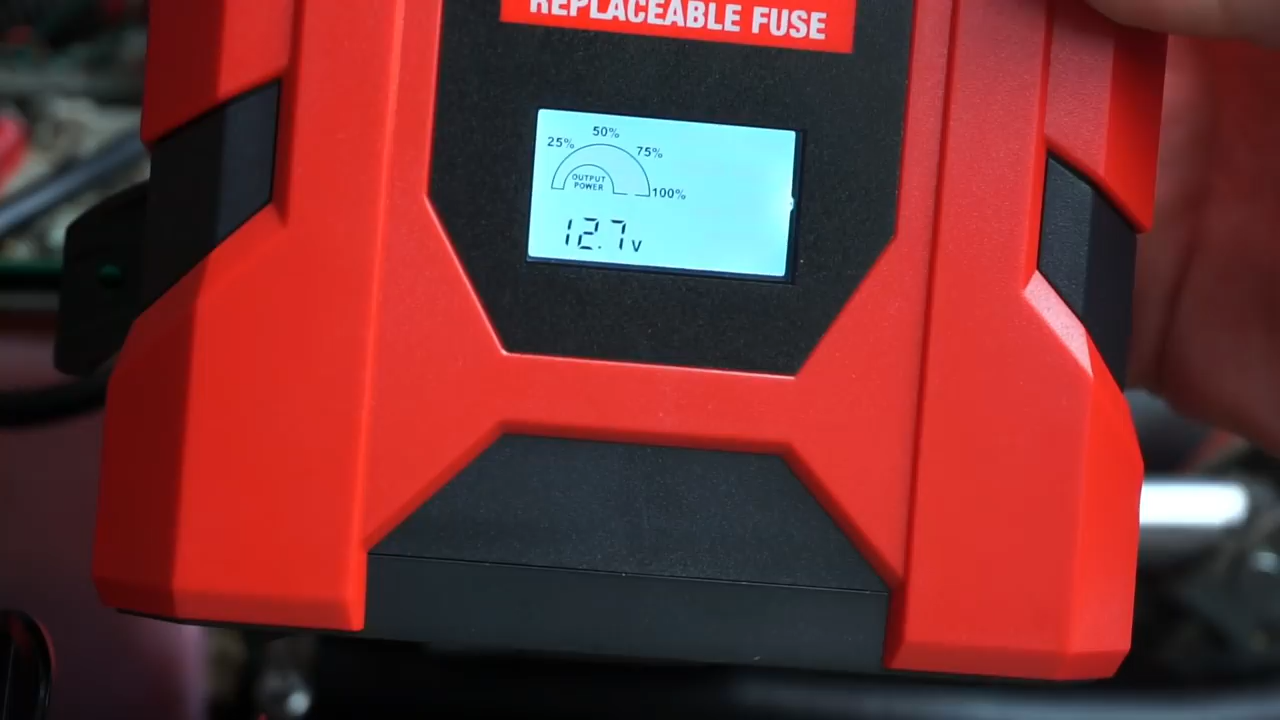 REPLACEABLE FUSE
50%
25%
75%
OUTPUT
POWER
100%
12.7v